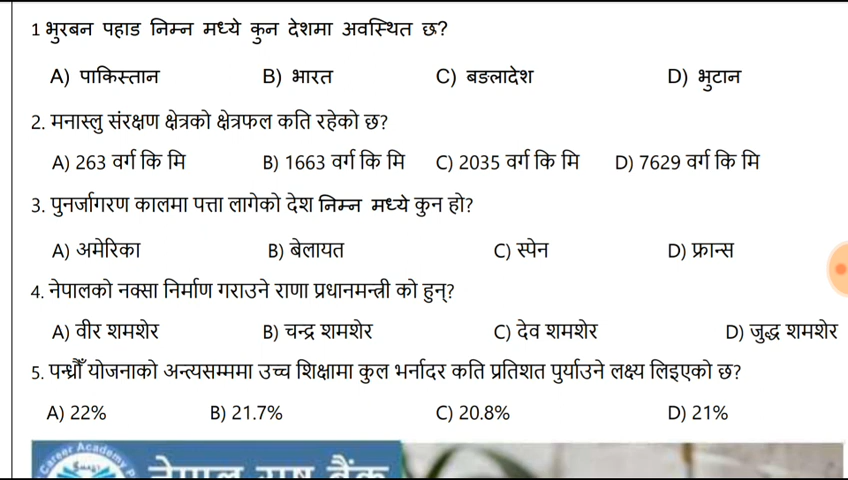 1 भुरबन पहाड निम्न मध्ये कुन देशमा अवस्थित छ?
A) पाकिस्तान B) भारत C) बङलादेश D) भुटान
2. मनास्लु संरक्षण क्षेत्रको क्षेत्रफल कति रहेको छ?
A) 263 वर्ग कि मि B) 1663 वर्ग कि मि C) 2035 वर्ग कि मि D) 7629 वर्ग कि मि
3. पुनर्जागरण कालमा पत्ता लागेको देश निम्न मध्ये कुन हो?
A) अमेरिका B) बेलायत C) स्पेन D) फ्रान्स
4. नेपालको नक्सा निर्माण गराउने राणा प्रधानमन्त्री को हुन्?
A) वीर शमशेर B) चन्द्र शमशेर C) देव शमशेर D) जुद्ध शमशेर
5. पन्ध्रौँ योजनाको अन्त्यसम्ममा उच्च शिक्षामा कुल भर्नादर कति प्रतिशत पुर्याउने लक्ष्य लिइएको छ?
A) 22% B) 21.7% C) 20.8% D) 21%
Career Academy
नेपाल राष्ट्र बैंक